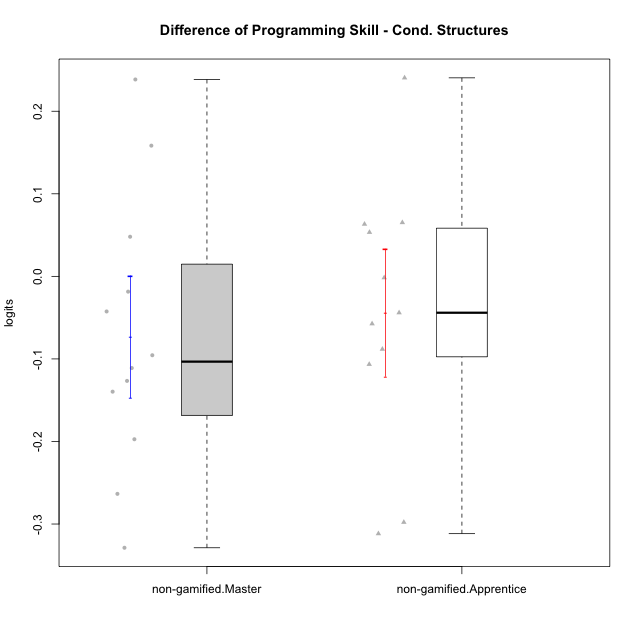 Difference of Programming Skill - Cond. Structures
logits
0.2
0.1
0.0
-0.1
-0.2
-0.3
non-gamified.Master
non-gamified.Apprentice